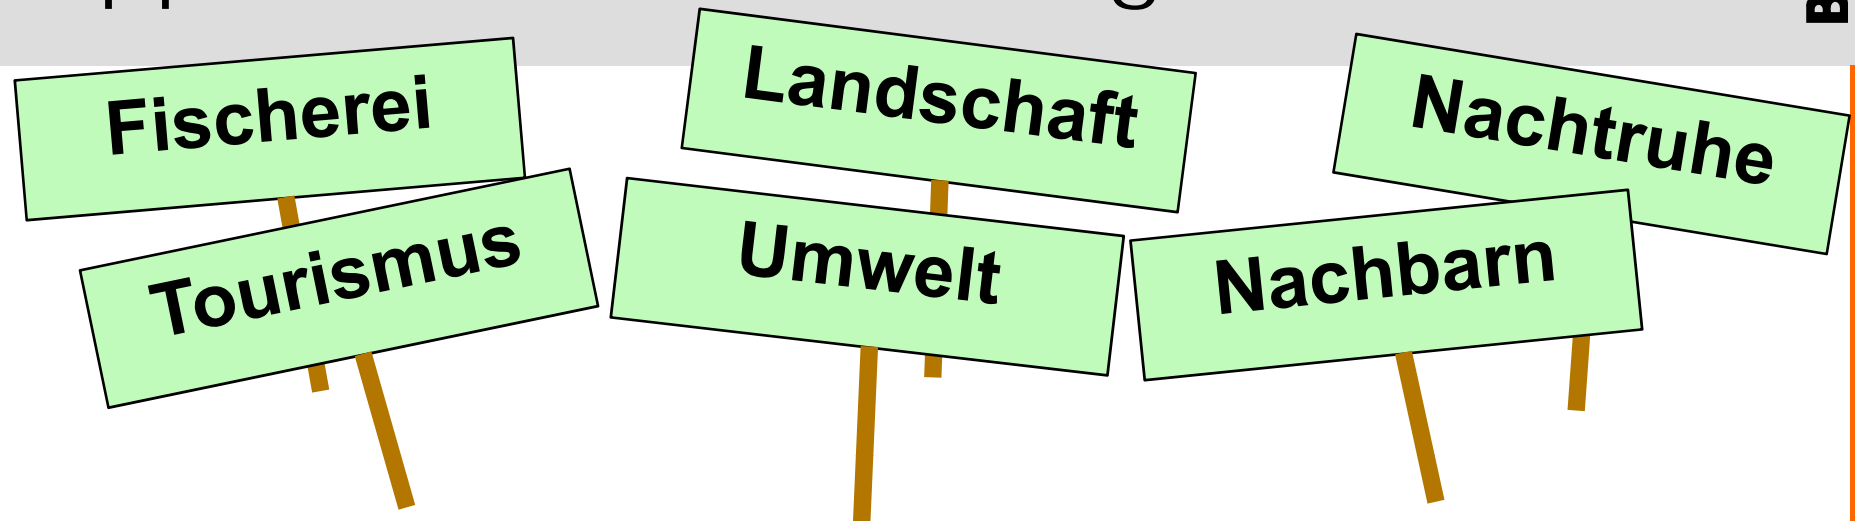 Fischerei
Landschaft
Nachtruhe
Tourismus
Umwelt
Nachbarn
B